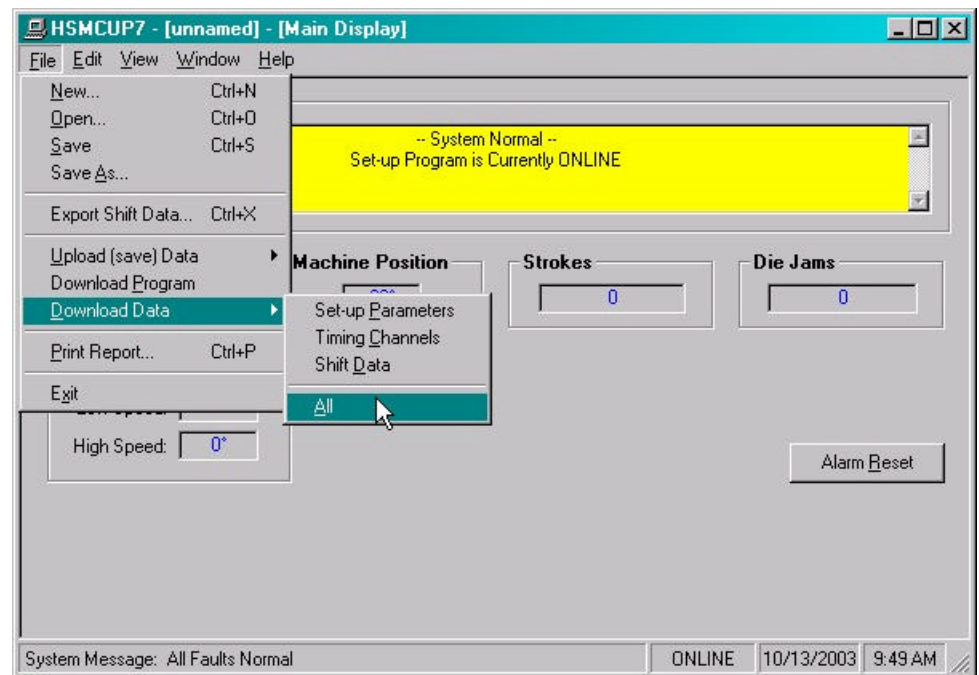 HSMCUP7 - [unnamed] - [Main Display]
File Edit View Window Help
New... Ctrl+N
Open... Ctrl+O
Save Ctrl+S
Save As...
Export Shift Data... Ctrl+X
Upload (save) Data
Download Program
Download Data
Print Report... Ctrl+P
Exit
Set-up Parameters
Timing Channels
Shift Data
All
-- System Normal --
Set-up Program is Currently ONLINE
Machine Position
Strokes
0
Die Jams
0
High Speed: 0°
Alarm Reset
System Message: All Faults Normal
ONLINE
10/13/2003
9:49 AM